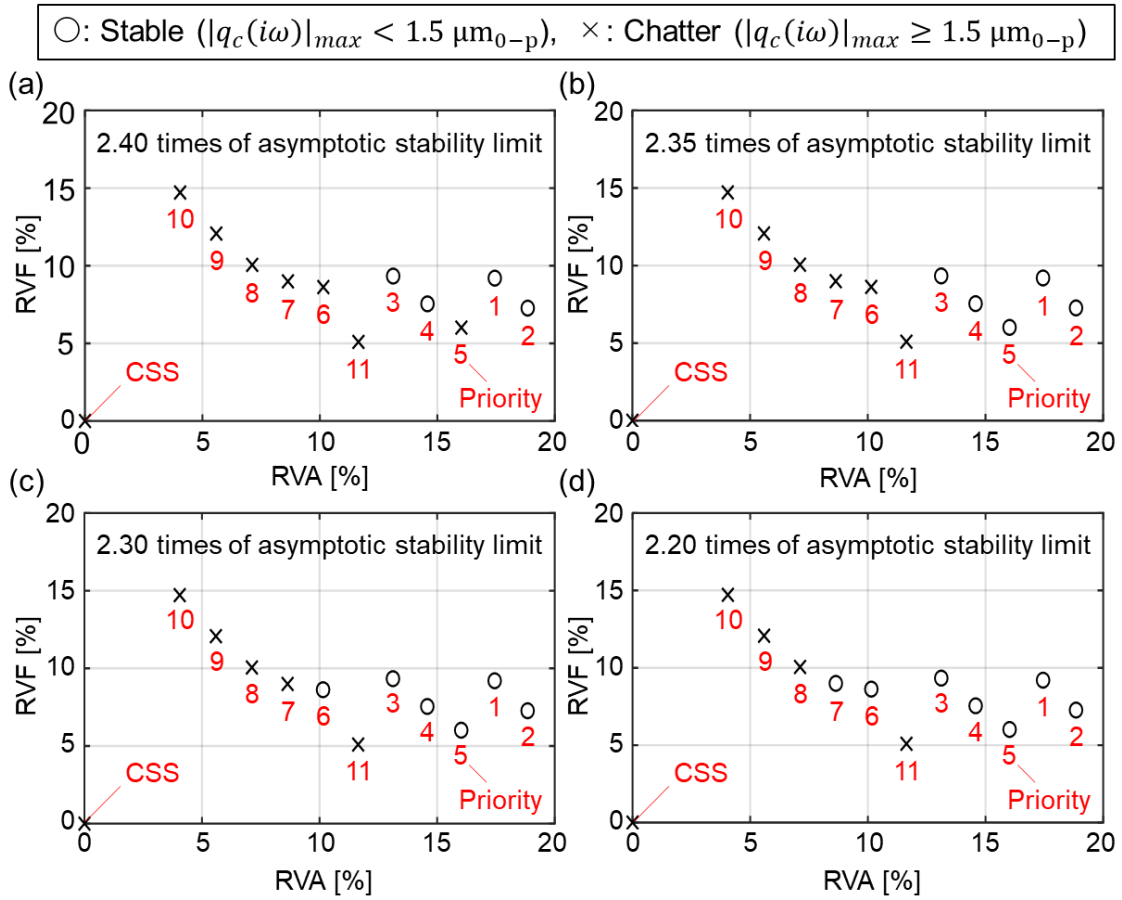 ○: Stable (|q_c(iω)|_max < 1.5 μm_0−p), ×: Chatter (|q_c(iω)|_max ≥ 1.5 μm_0−p)
(a)
2.40 times of asymptotic stability limit
20
15
10
5
0
RVF [%]
10
9
8
7
6
11
3
4
5
1
2
CSS
Priority
0 5 10 15 20
RVA [%]
(b)
2.35 times of asymptotic stability limit
20
15
10
5
0
RVF [%]
10
9
8
7
6
11
3
4
5
1
2
CSS
Priority
0 5 10 15 20
RVA [%]
(c)
2.30 times of asymptotic stability limit
20
15
10
5
0
RVF [%]
10
9
8
7
6
11
3
4
5
1
2
CSS
Priority
0 5 10 15 20
RVA [%]
(d)
2.20 times of asymptotic stability limit
20
15
10
5
0
RVF [%]
10
9
8
7
6
11
3
4
5
1
2
CSS
Priority
0 5 10 15 20
RVA [%]